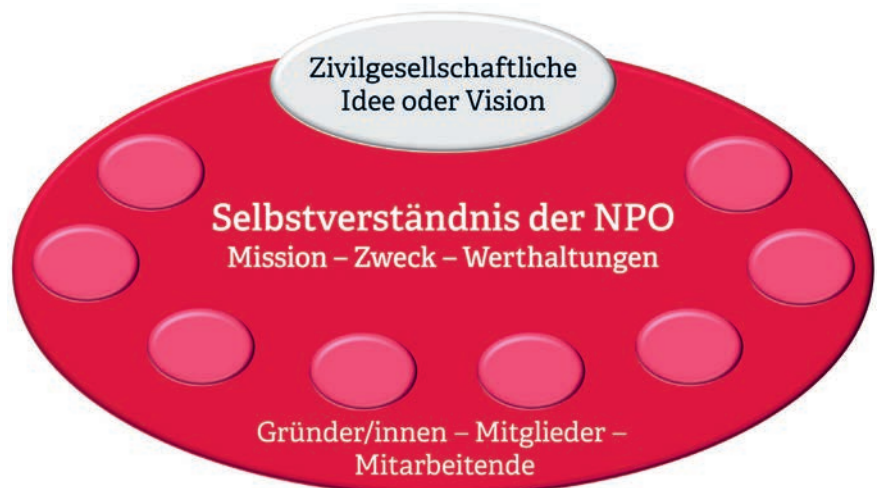 Zivilgesellschaftliche
Idee oder Vision
Selbstverständnis der NPO
Mission – Zweck – Werthaltungen
Gründer/innen – Mitglieder –
Mitarbeitende